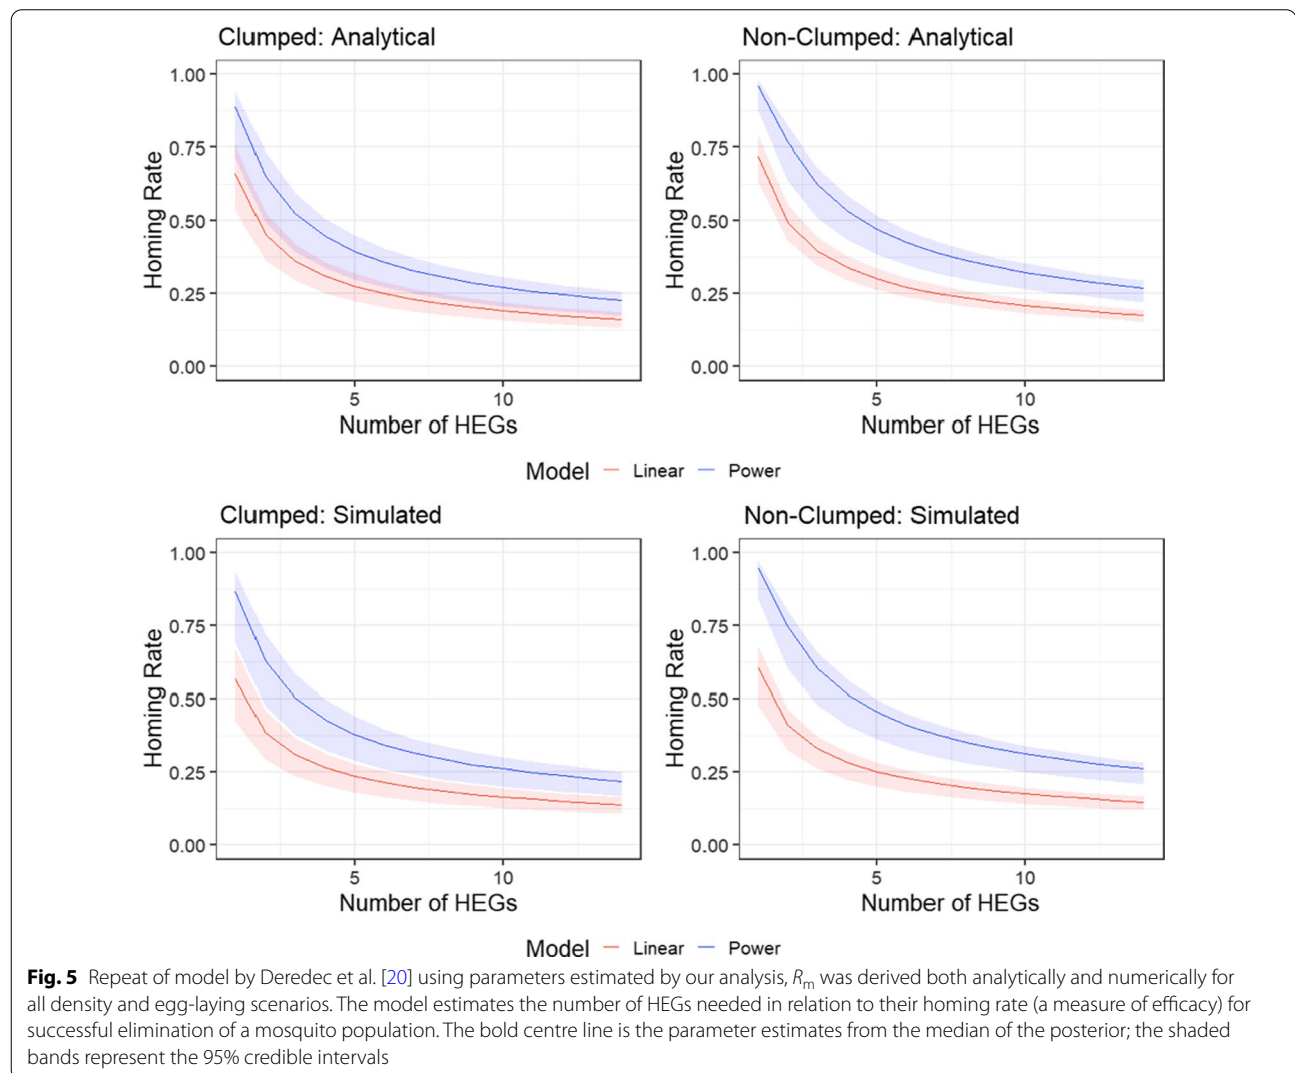 Clumped: Analytical
Non-Clumped: Analytical
1.00
0.75
0.50
0.25
0.00
Homing Rate
5
10
Number of HEGs
1.00
0.75
0.50
0.25
0.00
Homing Rate
5
10
Number of HEGs
Model Linear Power
Clumped: Simulated
Non-Clumped: Simulated
1.00
0.75
0.50
0.25
0.00
Homing Rate
5
10
Number of HEGs
1.00
0.75
0.50
0.25
0.00
Homing Rate
5
10
Number of HEGs
Model Linear Power
Fig. 5 Repeat of model by Deredec et al. [20] using parameters estimated by our analysis, Rm was derived both analytically and numerically for
all density and egg-laying scenarios. The model estimates the number of HEGs needed in relation to their homing rate (a measure of efficacy) for
successful elimination of a mosquito population. The bold centre line is the parameter estimates from the median of the posterior; the shaded
bands represent the 95% credible intervals